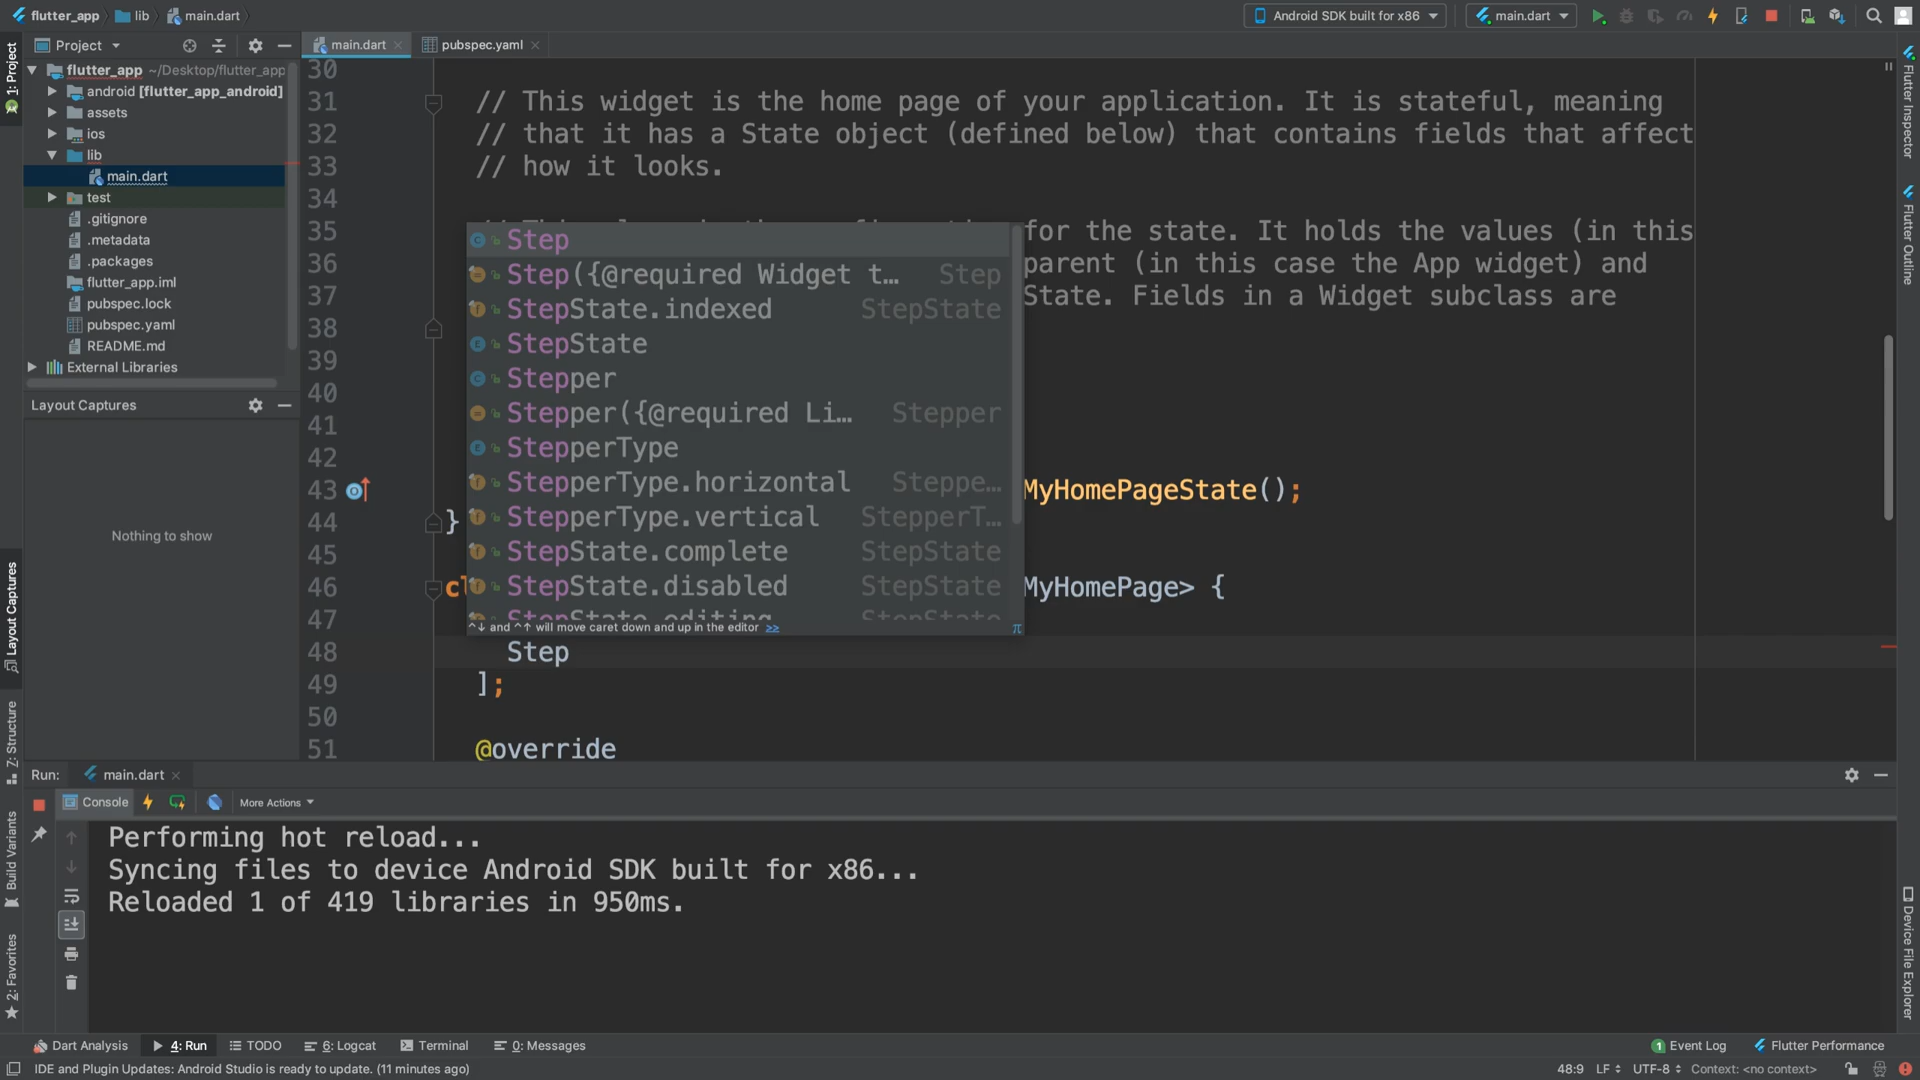 flutter_app
lib
main.dart
Android SDK built for x86
main.dart
1: Project
Project
main.dart
pubspec.yaml
flutter_app ~/Desktop/flutter_app
android [flutter_app_android]
assets
ios
lib
main.dart
test
.gitignore
.metadata
.packages
flutter_app.iml
pubspec.lock
pubspec.yaml
README.md
External Libraries
Layout Captures
Nothing to show
30
31 // This widget is the home page of your application. It is stateful, meaning
32 // that it has a State object (defined below) that contains fields that affect
33 // how it looks.
34
35 for the state. It holds the values (in this
36 parent (in this case the App widget) and
37 State. Fields in a Widget subclass are
38
39
40
41
42
43 MyHomePageState();
44 }
45
46 cl MyHomePage> {
47
48 Step
49 ];
50
51 @override
Step
Step({@required Widget t... Step
StepState.indexed StepState
StepState
Stepper
Stepper({@required Li... Stepper
StepperType
StepperType.horizontal Steppe...
StepperType.vertical StepperT...
StepState.complete StepState
StepState.disabled StepState
StepState.editing StepState
^↓ and ^↑ will move caret down and up in the editor >>
π
Flutter Inspector
Flutter Outline
Device File Explorer
Layout Captures
Z: Structure
Build Variants
2: Favorites
Run: main.dart
Console
More Actions
Performing hot reload...
Syncing files to device Android SDK built for x86...
Reloaded 1 of 419 libraries in 950ms.
Dart Analysis
4: Run
TODO
6: Logcat
Terminal
0: Messages
1 Event Log
Flutter Performance
IDE and Plugin Updates: Android Studio is ready to update. (11 minutes ago)
48:9 LF UTF-8 Context: <no context>